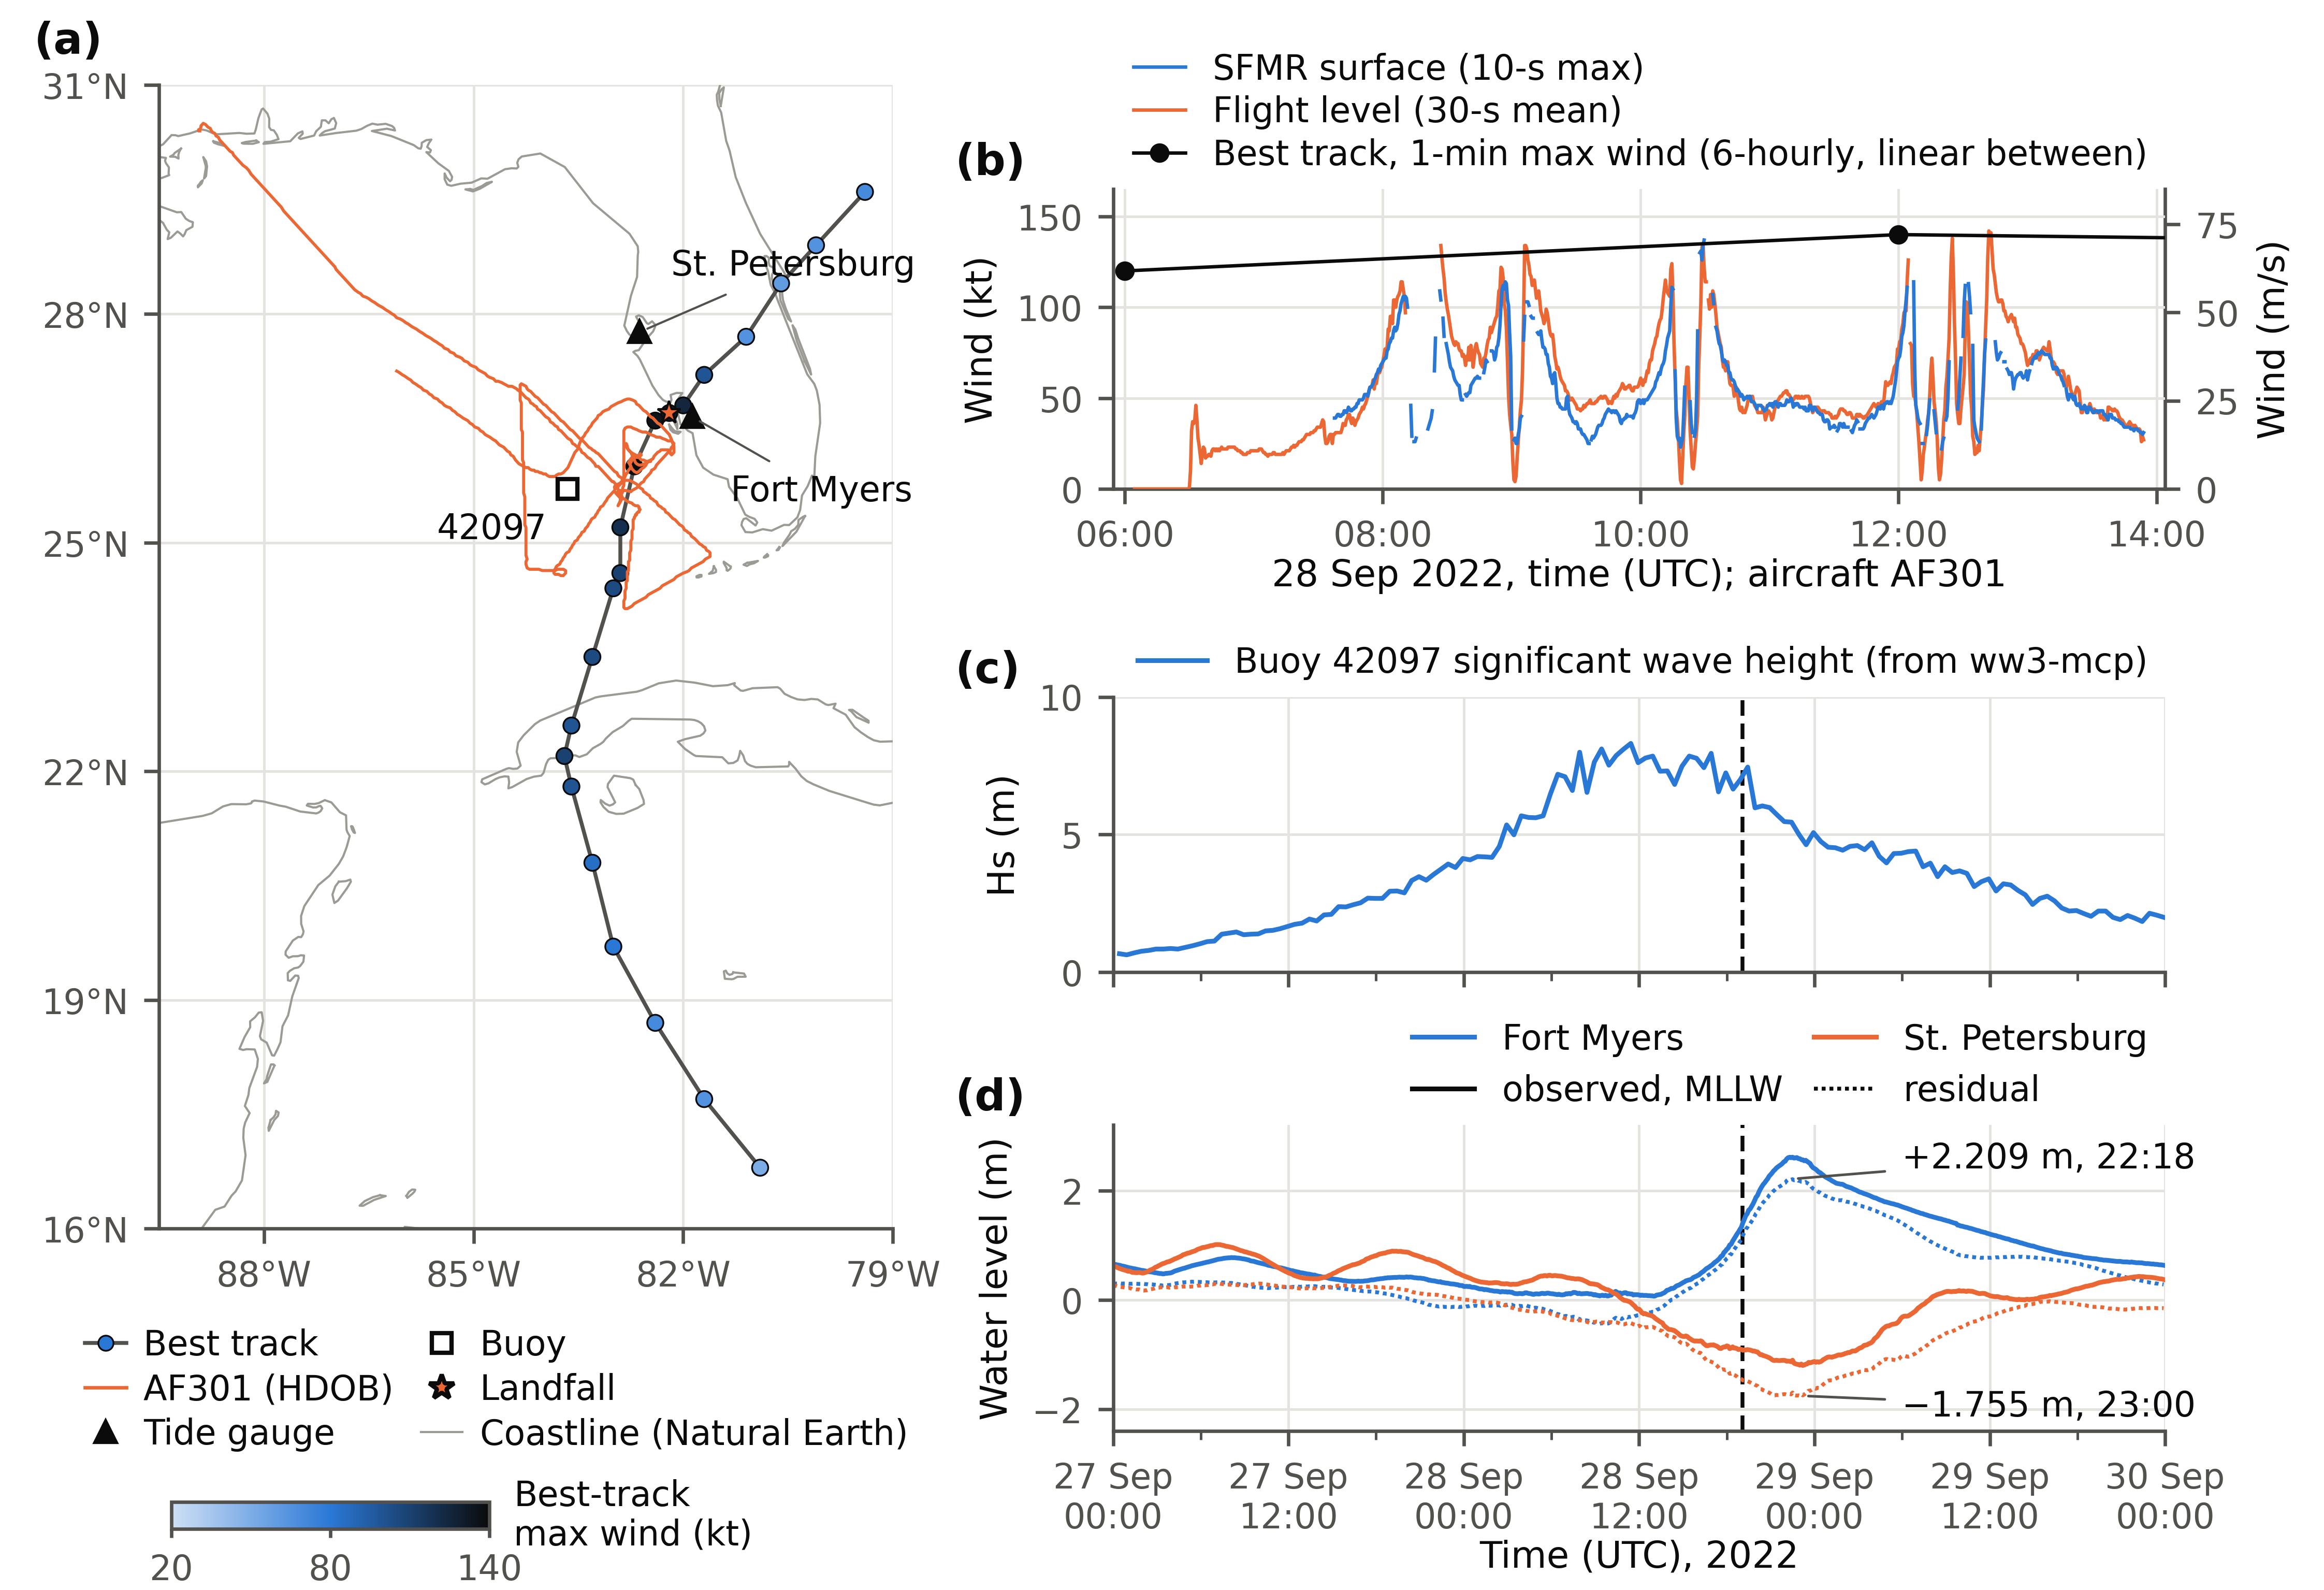 (a)
31°N
28°N
25°N
22°N
19°N
16°N
88°W
85°W
82°W
79°W
St. Petersburg
Fort Myers
42097
Best track
AF301 (HDOB)
Tide gauge
Buoy
Landfall
Coastline (Natural Earth)
20
80
140
Best-track
max wind (kt)
(b)
SFMR surface (10-s max)
Flight level (30-s mean)
Best track, 1-min max wind (6-hourly, linear between)
Wind (kt)
150
100
50
0
75
50
25
0
Wind (m/s)
06:00
08:00
10:00
12:00
14:00
28 Sep 2022, time (UTC); aircraft AF301
(c)
Buoy 42097 significant wave height (from ww3-mcp)
Hs (m)
10
5
0
(d)
Fort Myers
St. Petersburg
observed, MLLW
residual
Water level (m)
2
0
−2
+2.209 m, 22:18
−1.755 m, 23:00
27 Sep
00:00
27 Sep
12:00
28 Sep
00:00
28 Sep
12:00
29 Sep
00:00
29 Sep
12:00
30 Sep
00:00
Time (UTC), 2022